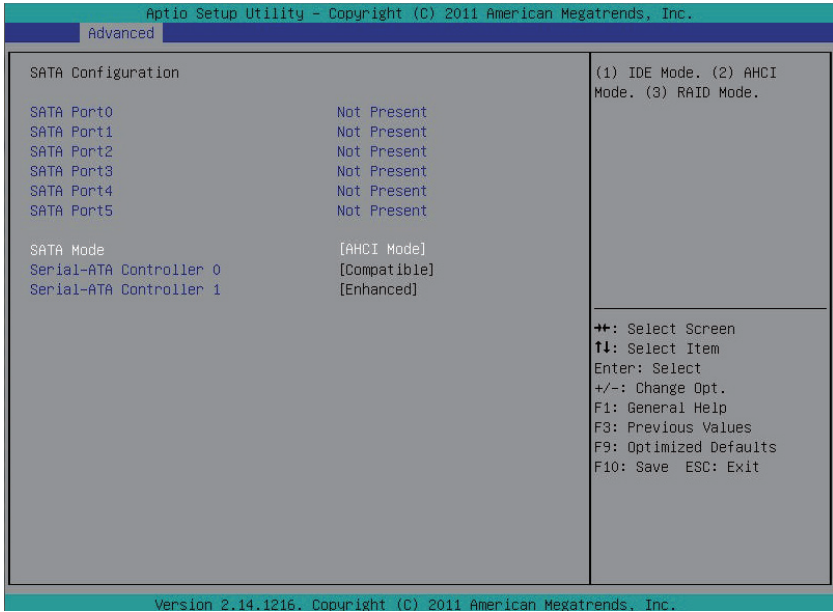 Aptio Setup Utility – Copyright (C) 2011 American Megatrends, Inc.
Advanced
SATA Configuration
SATA Port0 Not Present
SATA Port1 Not Present
SATA Port2 Not Present
SATA Port3 Not Present
SATA Port4 Not Present
SATA Port5 Not Present
SATA Mode [AHCI Mode]
Serial-ATA Controller 0 [Compatible]
Serial-ATA Controller 1 [Enhanced]
(1) IDE Mode. (2) AHCI
Mode. (3) RAID Mode.
→←: Select Screen
↑↓: Select Item
Enter: Select
+/-: Change Opt.
F1: General Help
F3: Previous Values
F9: Optimized Defaults
F10: Save ESC: Exit
Version 2.14.1216. Copyright (C) 2011 American Megatrends, Inc.